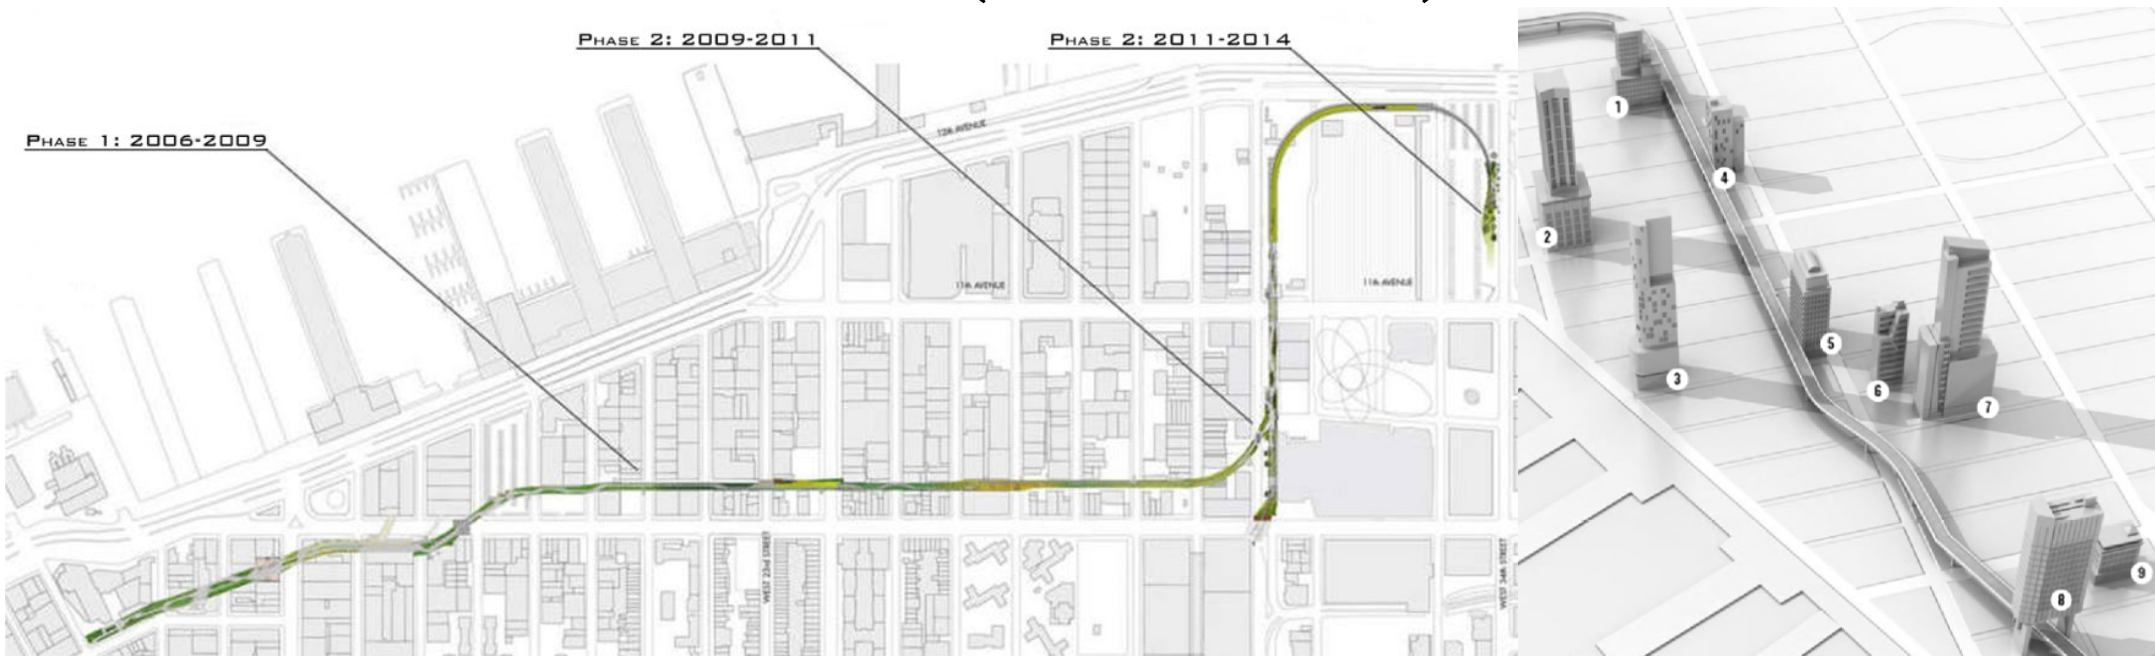 Phase 2: 2009-2011
Phase 2: 2011-2014
Phase 1: 2006-2009
12th AVENUE
11th AVENUE
11th AVENUE
WEST 23rd STREET
WEST 34th STREET
1
2
3
4
5
6
7
8
9